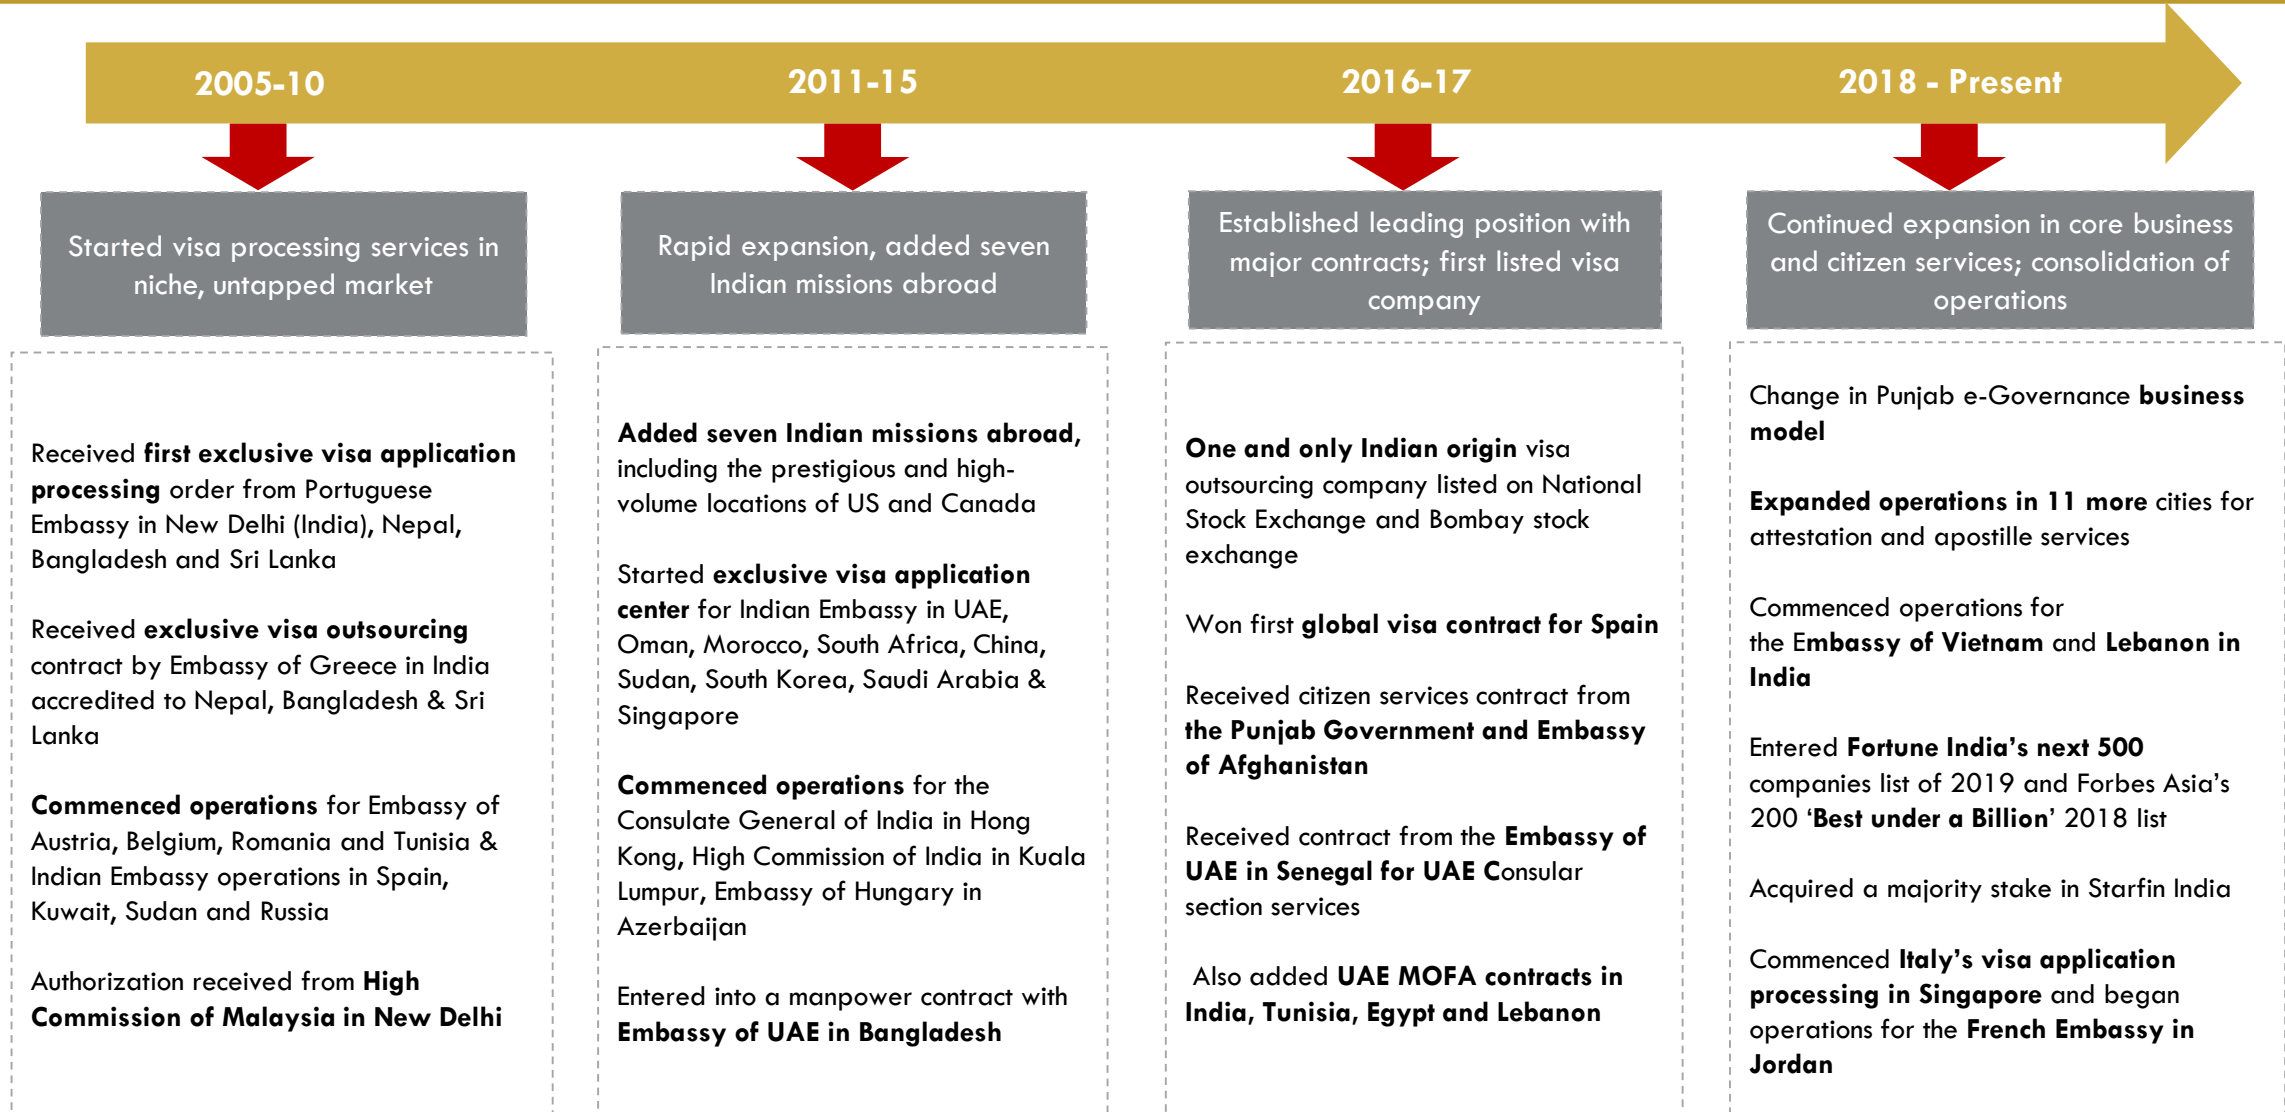 2005-10
2011-15
2016-17
2018 - Present
Started visa processing services in
niche, untapped market
Rapid expansion, added seven
Indian missions abroad
Established leading position with
major contracts; first listed visa
company
Continued expansion in core business
and citizen services; consolidation of
operations
Received first exclusive visa application
processing order from Portuguese
Embassy in New Delhi (India), Nepal,
Bangladesh and Sri Lanka
Received exclusive visa outsourcing
contract by Embassy of Greece in India
accredited to Nepal, Bangladesh & Sri
Lanka
Commenced operations for Embassy of
Austria, Belgium, Romania and Tunisia &
Indian Embassy operations in Spain,
Kuwait, Sudan and Russia
Authorization received from High
Commission of Malaysia in New Delhi
Added seven Indian missions abroad,
including the prestigious and high-
volume locations of US and Canada
Started exclusive visa application
center for Indian Embassy in UAE,
Oman, Morocco, South Africa, China,
Sudan, South Korea, Saudi Arabia &
Singapore
Commenced operations for the
Consulate General of India in Hong
Kong, High Commission of India in Kuala
Lumpur, Embassy of Hungary in
Azerbaijan
Entered into a manpower contract with
Embassy of UAE in Bangladesh
One and only Indian origin visa
outsourcing company listed on National
Stock Exchange and Bombay stock
exchange
Won first global visa contract for Spain
Received citizen services contract from
the Punjab Government and Embassy
of Afghanistan
Received contract from the Embassy of
UAE in Senegal for UAE Consular
section services
Also added UAE MOFA contracts in
India, Tunisia, Egypt and Lebanon
Change in Punjab e-Governance business
model
Expanded operations in 11 more cities for
attestation and apostille services
Commenced operations for
the Embassy of Vietnam and Lebanon in
India
Entered Fortune India's next 500
companies list of 2019 and Forbes Asia's
200 'Best under a Billion' 2018 list
Acquired a majority stake in Starfin India
Commenced Italy's visa application
processing in Singapore and began
operations for the French Embassy in
Jordan